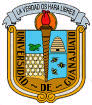 LA VERDAD OS HARA LIBRES
UNIVERSIDAD
DE
GUANAJUATO